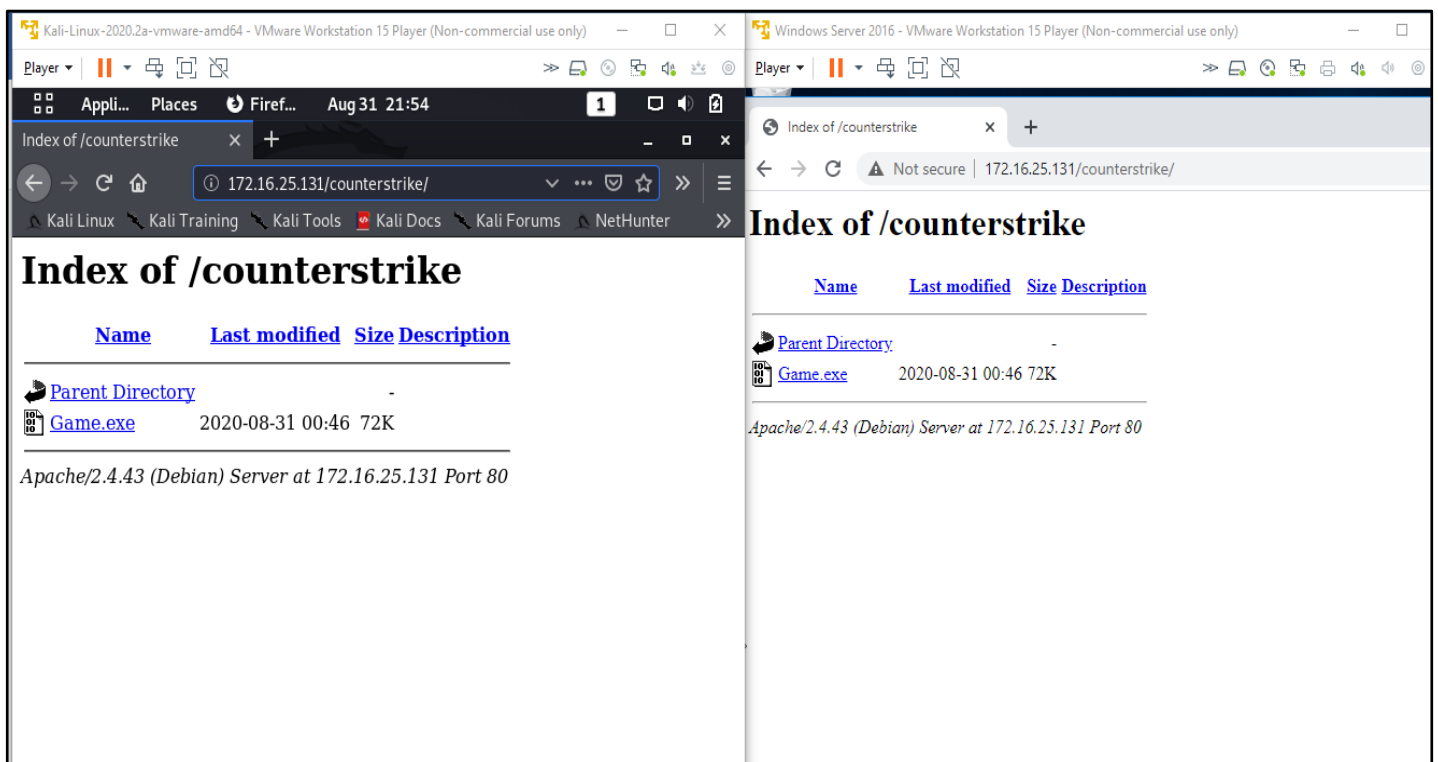 Kali-Linux-2020.2a-vmware-amd64 - VMware Workstation 15 Player (Non-commercial use only)
Player
Appli... Places Firef... Aug 31 21:54 1
Index of /counterstrike
172.16.25.131/counterstrike/
Kali Linux Kali Training Kali Tools Kali Docs Kali Forums NetHunter
Index of /counterstrike
Name Last modified Size Description
Parent Directory -
Game.exe 2020-08-31 00:46 72K
Apache/2.4.43 (Debian) Server at 172.16.25.131 Port 80
Windows Server 2016 - VMware Workstation 15 Player (Non-commercial use only)
Player
Index of /counterstrike
Not secure | 172.16.25.131/counterstrike/
Index of /counterstrike
Name Last modified Size Description
Parent Directory -
Game.exe 2020-08-31 00:46 72K
Apache/2.4.43 (Debian) Server at 172.16.25.131 Port 80